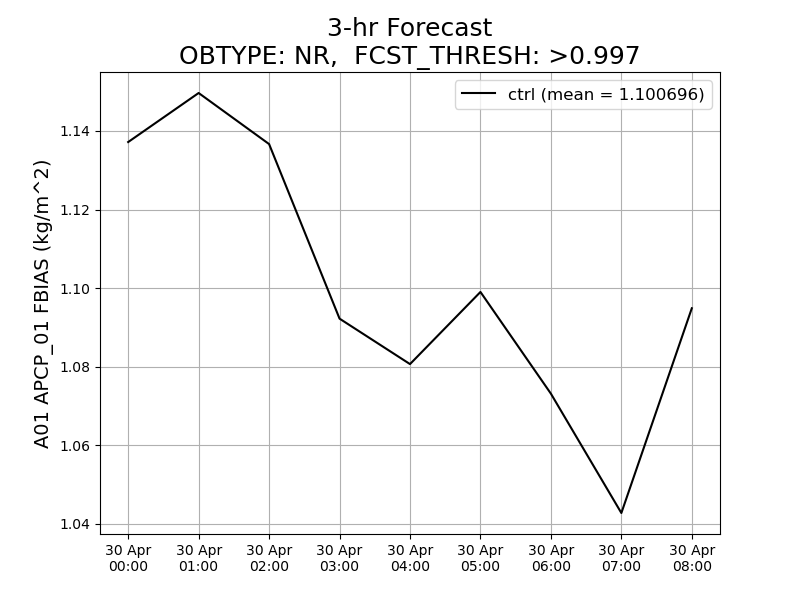 3-hr Forecast
OBTYPE: NR,  FCST_THRESH: >0.997
ctrl (mean = 1.100696)
A01 APCP_01 FBIAS (kg/m^2)
1.14
1.12
1.10
1.08
1.06
1.04
30 Apr 30 Apr 30 Apr 30 Apr 30 Apr 30 Apr 30 Apr 30 Apr 30 Apr
00:00 01:00 02:00 03:00 04:00 05:00 06:00 07:00 08:00